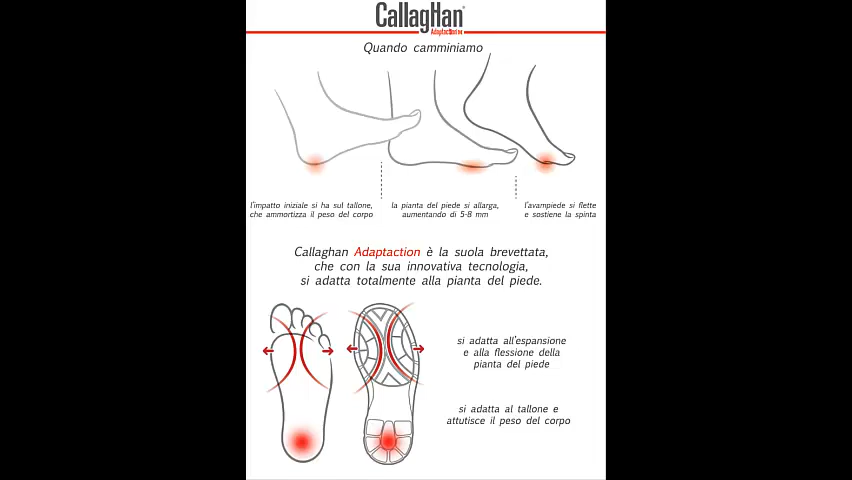 CallagHan
Adaptaction
Quando camminiamo
l'impatto iniziale si ha sul tallone,
che ammortizza il peso del corpo
la pianta del piede si allarga,
aumentando di 5-8 mm
l'avampiede si flette
e sostiene la spinta
Callaghan Adaptaction è la suola brevettata,
che con la sua innovativa tecnologia,
si adatta totalmente alla pianta del piede.
si adatta all'espansione
e alla flessione della
pianta del piede
si adatta al tallone e
attutisce il peso del corpo